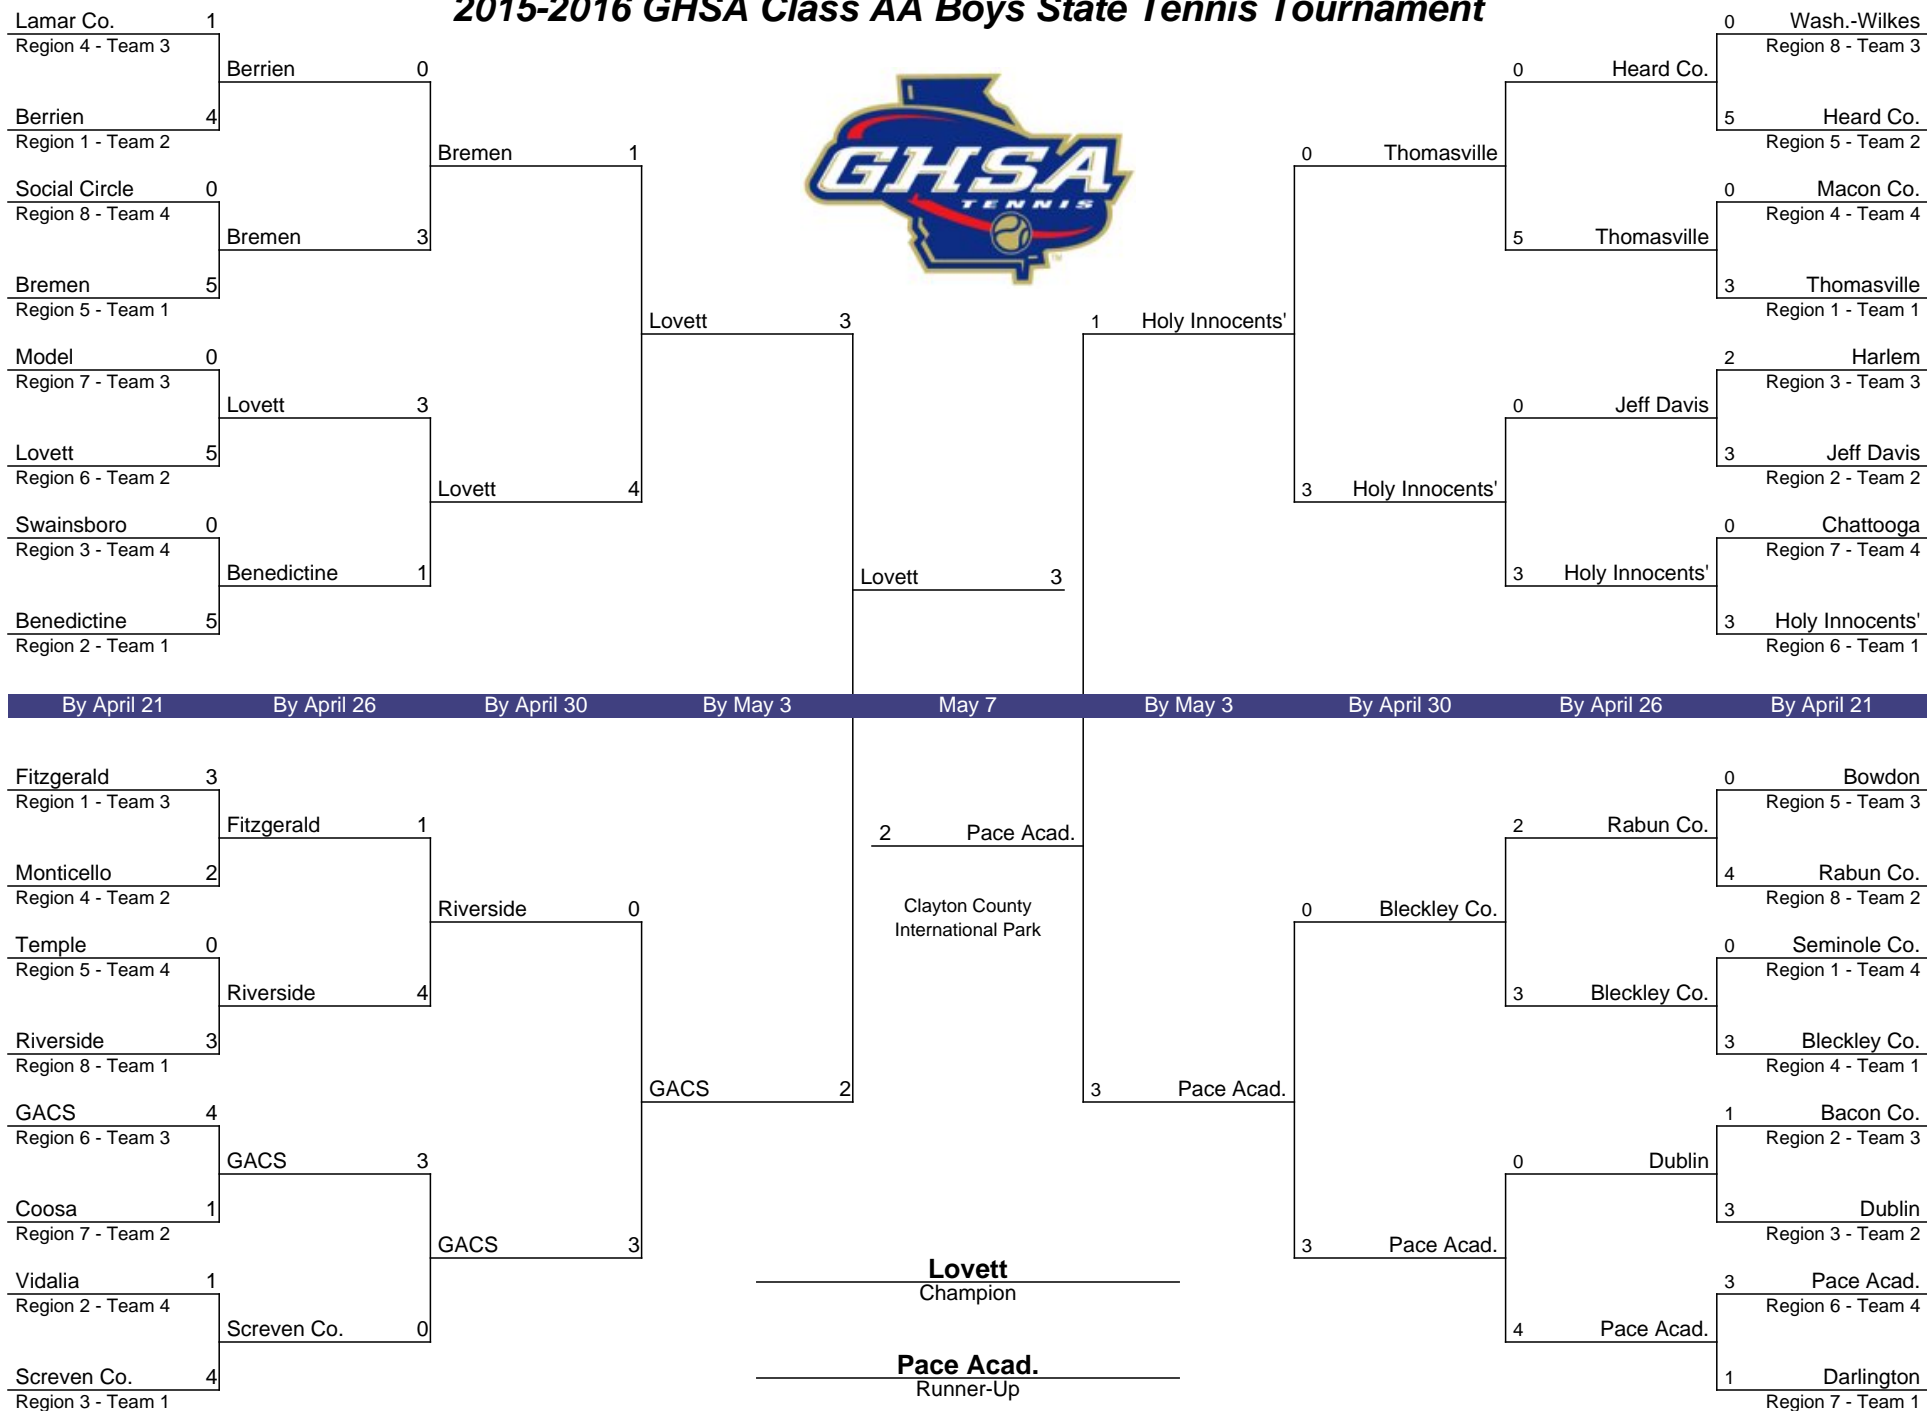 2015-2016 GHSA Class AA Boys State Tennis Tournament
Lamar Co. 1
Region 4 - Team 3
Berrien 0
Berrien 4
Region 1 - Team 2
Bremen 1
Social Circle 0
Region 8 - Team 4
Bremen 3
Bremen 5
Region 5 - Team 1
Lovett 3
Model 0
Region 7 - Team 3
Lovett 3
Lovett 5
Region 6 - Team 2
Lovett 4
Swainsboro 0
Region 3 - Team 4
Benedictine 1
Benedictine 5
Region 2 - Team 1
Lovett 3
GHSA
TENNIS
TM
0 Wash.-Wilkes
Region 8 - Team 3
0 Heard Co.
5 Heard Co.
Region 5 - Team 2
0 Thomasville
0 Macon Co.
Region 4 - Team 4
5 Thomasville
3 Thomasville
Region 1 - Team 1
1 Holy Innocents'
2 Harlem
Region 3 - Team 3
0 Jeff Davis
3 Jeff Davis
Region 2 - Team 2
3 Holy Innocents'
0 Chattooga
Region 7 - Team 4
3 Holy Innocents'
3 Holy Innocents'
Region 6 - Team 1
By April 21 By April 26 By April 30 By May 3 May 7 By May 3 By April 30 By April 26 By April 21
Fitzgerald 3
Region 1 - Team 3
Fitzgerald 1
Monticello 2
Region 4 - Team 2
Riverside 0
Temple 0
Region 5 - Team 4
Riverside 4
Riverside 3
Region 8 - Team 1
GACS 2
GACS 4
Region 6 - Team 3
GACS 3
Coosa 1
Region 7 - Team 2
GACS 3
Vidalia 1
Region 2 - Team 4
Screven Co. 0
Screven Co. 4
Region 3 - Team 1
2 Pace Acad.
Clayton County
International Park
Lovett
Champion
Pace Acad.
Runner-Up
0 Bowdon
Region 5 - Team 3
2 Rabun Co.
4 Rabun Co.
Region 8 - Team 2
0 Bleckley Co.
0 Seminole Co.
Region 1 - Team 4
3 Bleckley Co.
3 Bleckley Co.
Region 4 - Team 1
3 Pace Acad.
1 Bacon Co.
Region 2 - Team 3
0 Dublin
3 Dublin
Region 3 - Team 2
3 Pace Acad.
3 Pace Acad.
Region 6 - Team 4
4 Pace Acad.
1 Darlington
Region 7 - Team 1